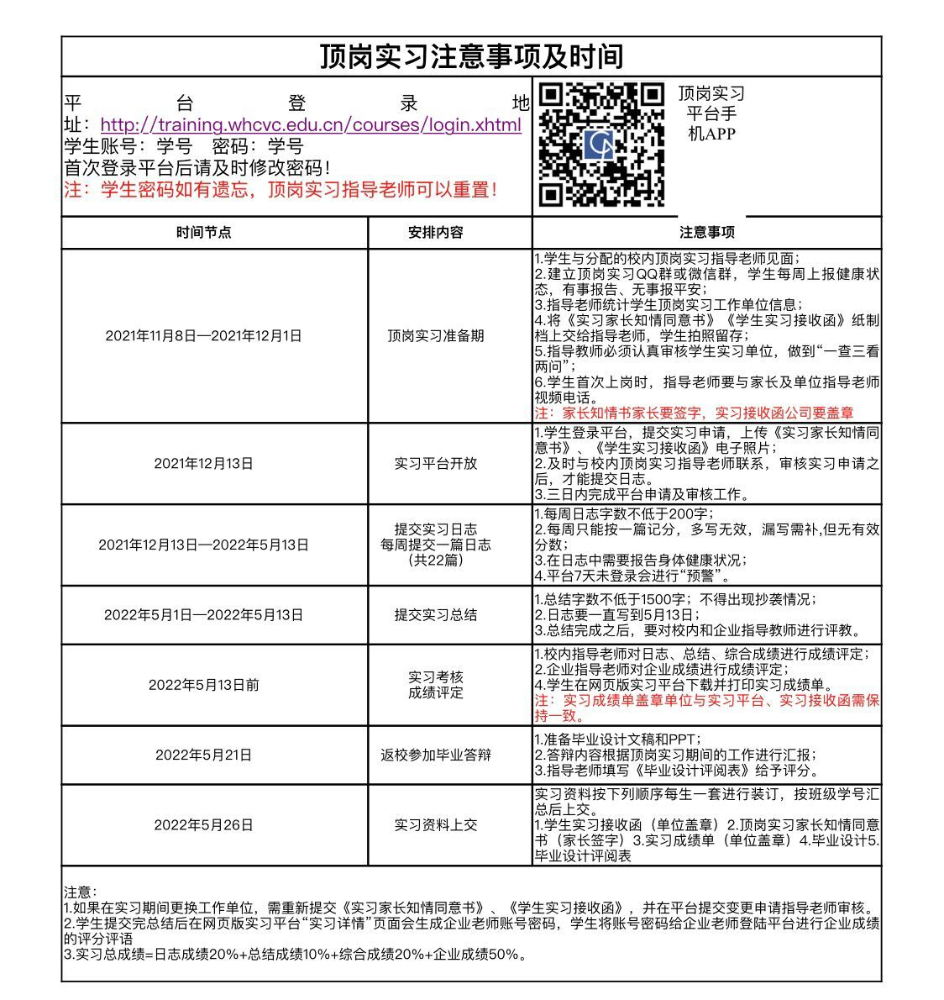 顶岗实习注意事项及时间
平台登录地
址：http://training.whcvc.edu.cn/courses/login.xhtml
学生账号：学号 密码：学号
首次登录平台后请及时修改密码！
注：学生密码如有遗忘，顶岗实习指导老师可以重置！
顶岗实习
平台手
机APP
时间节点 安排内容 注意事项
2021年11月8日—2021年12月1日
顶岗实习准备期
1.学生与分配的校内顶岗实习指导老师见面；
2.建立顶岗实习QQ群或微信群，学生每周上报健康状
态，有事报告、无事报平安；
3.指导老师统计学生顶岗实习工作单位信息；
4.将《实习家长知情同意书》《学生实习接收函》纸制
档上交给指导老师，学生拍照留存；
5.指导教师必须认真审核学生实习单位，做到“一查三看
两问”；
6.学生首次上岗时，指导老师要与家长及单位指导老师
视频电话。
注：家长知情书家长要签字，实习接收函公司要盖章
2021年12月13日
实习平台开放
1.学生登录平台，提交实习申请，上传《实习家长知情同
意书》、《学生实习接收函》电子照片；
2.及时与校内顶岗实习指导老师联系，审核实习申请之
后，才能提交日志。
3.三日内完成平台申请及审核工作。
2021年12月13日—2022年5月13日
提交实习日志
每周提交一篇日志
（共22篇）
1.每周日志字数不低于200字；
2.每周只能按一篇记分，多写无效，漏写需补,但无有效
分数；
3.在日志中需要报告身体健康状况；
4.平台7天未登录会进行“预警”。
2022年5月1日—2022年5月13日
提交实习总结
1.总结字数不低于1500字；不得出现抄袭情况；
2.日志要一直写到5月13日；
3.总结完成之后，要对校内和企业指导教师进行评教。
2022年5月13日前
实习考核
成绩评定
1.校内指导老师对日志、总结、综合成绩进行成绩评定；
2.企业指导老师对企业成绩进行成绩评定；
4.学生在网页版实习平台下载并打印实习成绩单。
注：实习成绩单盖章单位与实习平台、实习接收函需保
持一致。
2022年5月21日
返校参加毕业答辩
1.准备毕业设计文稿和PPT；
2.答辩内容根据顶岗实习期间的工作进行汇报；
3.指导老师填写《毕业设计评阅表》给予评分。
2022年5月26日
实习资料上交
实习资料按下列顺序每生一套进行装订，按班级学号汇
总后上交。
1.学生实习接收函（单位盖章）2.顶岗实习家长知情同意
书（家长签字）3.实习成绩单（单位盖章）4.毕业设计5.
毕业设计评阅表
注意：
1.如果在实习期间更换工作单位，需重新提交《实习家长知情同意书》、《学生实习接收函》，并在平台提交变更申请指导老师审核。
2.学生提交完总结后在网页版实习平台“实习详情”页面会生成企业老师账号密码，学生将账号密码给企业老师登陆平台进行企业成绩
的评分评语
3.实习总成绩=日志成绩20%+总结成绩10%+综合成绩20%+企业成绩50%。